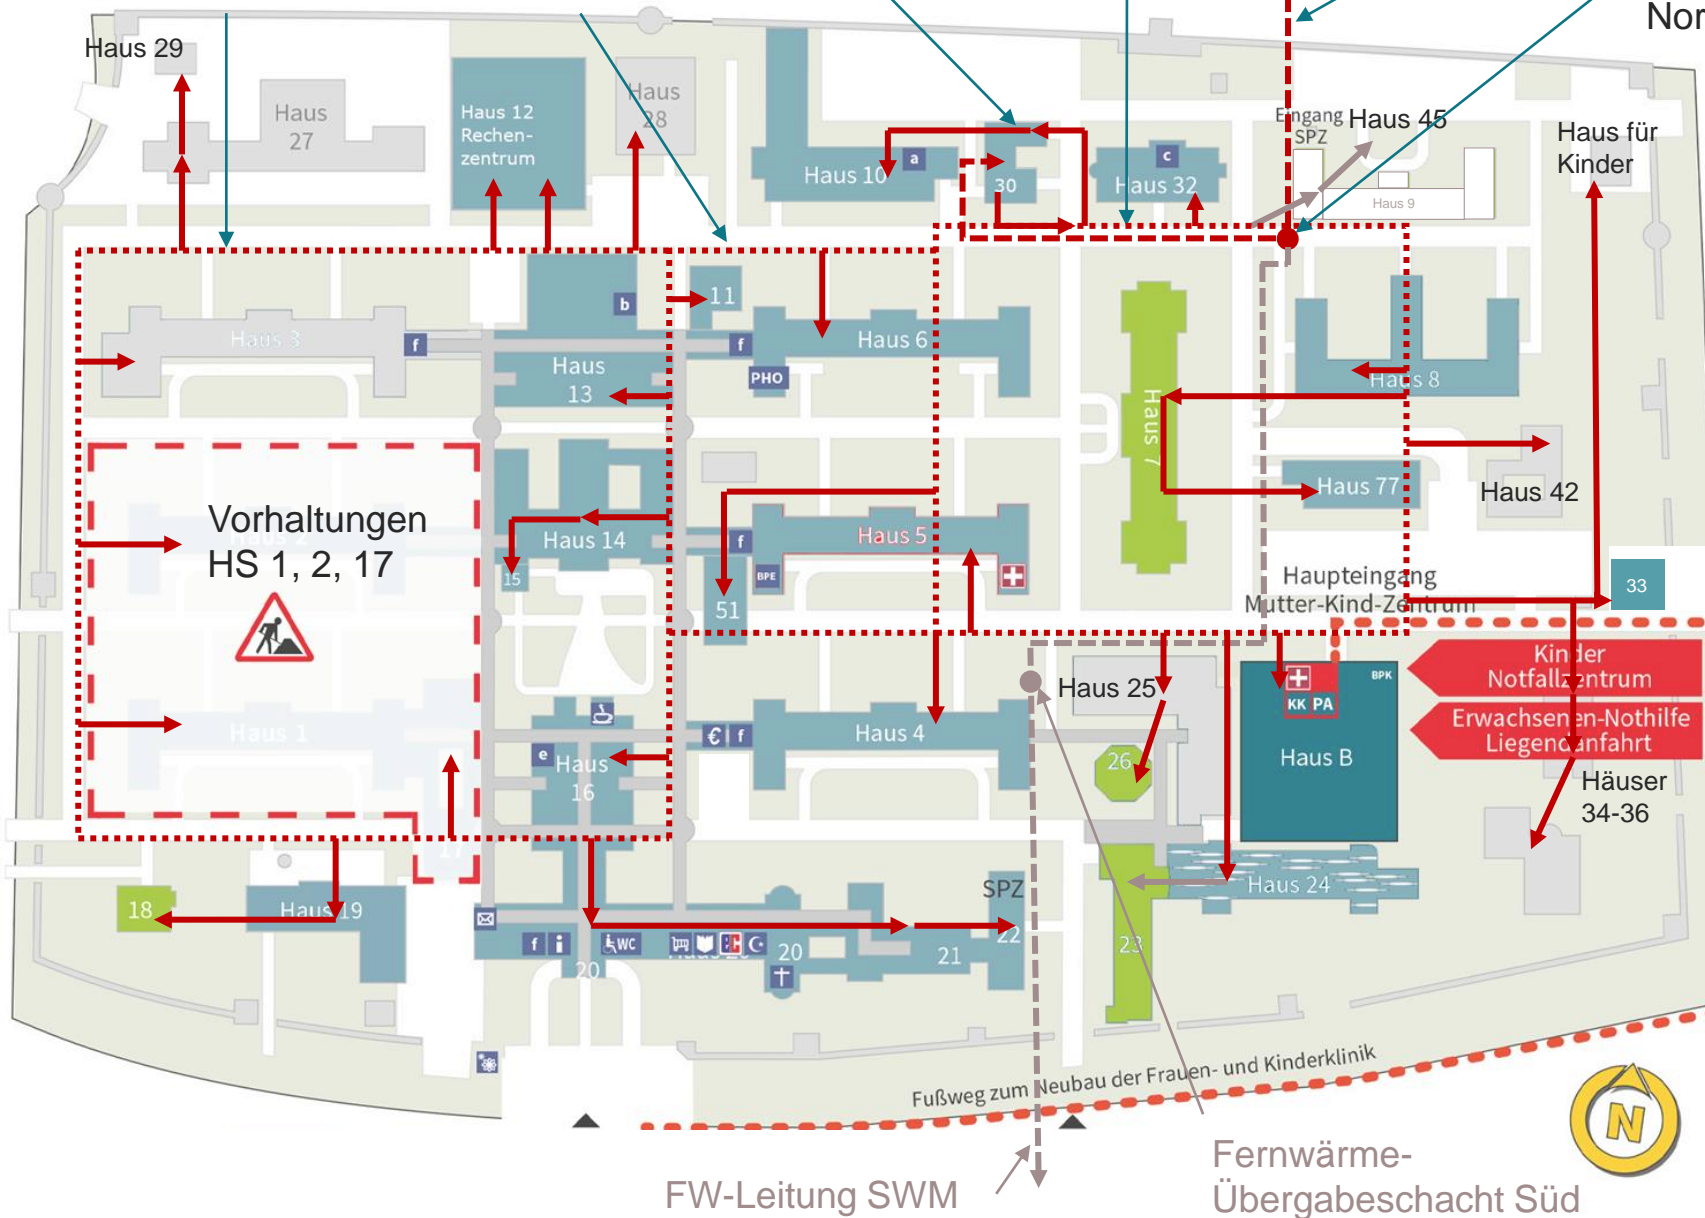 Nor
Haus 29
Haus
27
Haus 12
Rechen-
zentrum
Haus
28
Haus 10
a
30
c
Haus 32
Eingang
SPZ
Haus 45
Haus 9
Haus für
Kinder
Haus 3
f
b
Haus
13
11
f
PHO
Haus 6
Haus 7
Haus 8
Haus 77
Haus 42
Vorhaltungen
HS 1, 2, 17
Haus 2
Haus 14
15
f
BPE
51
Haus 5
Haupteingang
Mutter-Kind-Zentrum
33
Kinder
Notfallzentrum
Erwachsenen-Nothilfe
Liegendanfahrt
Häuser
34-36
Haus 1
17
e
Haus
16
€
f
Haus 4
Haus 25
26
BPK
KK
PA
Haus B
Haus 24
23
18
Haus 19
f
i
WC
20
20
21
22
SPZ
Fußweg zum Neubau der Frauen- und Kinderklinik
N
FW-Leitung SWM
Fernwärme-
Übergabeschacht Süd